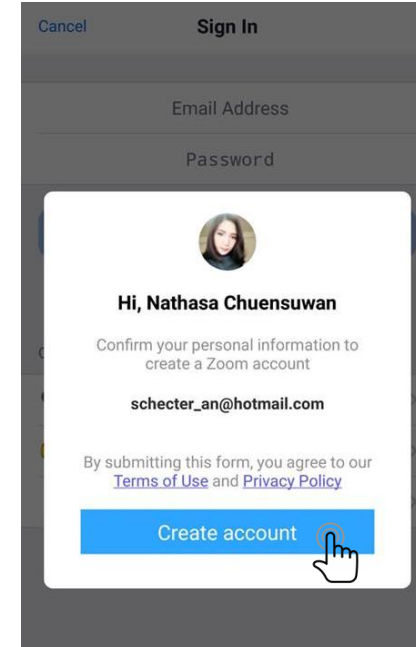 Cancel Sign In
Email Address
Password
Hi, Nathasa Chuensuwan
Confirm your personal information to
create a Zoom account
schecter_an@hotmail.com
By submitting this form, you agree to our
Terms of Use and Privacy Policy
Create account